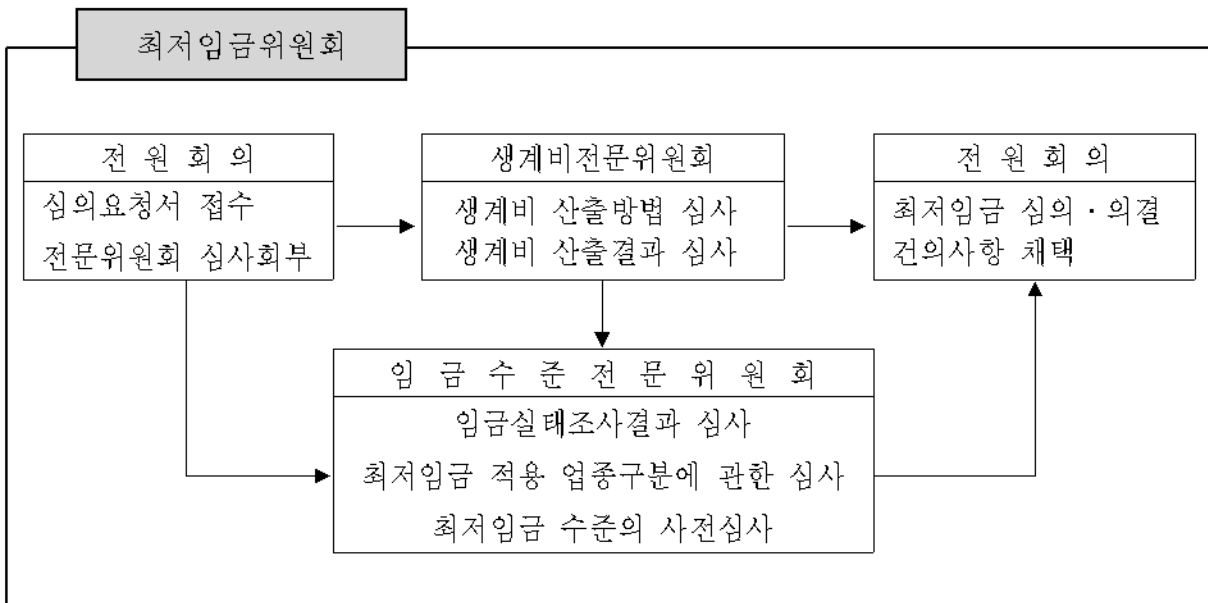 최저임금위원회
전 원 회 의
심의요청서 접수
전문위원회 심사회부
생계비전문위원회
생계비 산출방법 심사
생계비 산출결과 심사
전 원 회 의
최저임금 심의·의결
건의사항 채택
임 금 수 준 전 문 위 원 회
임금실태조사결과 심사
최저임금 적용 업종구분에 관한 심사
최저임금 수준의 사전심사